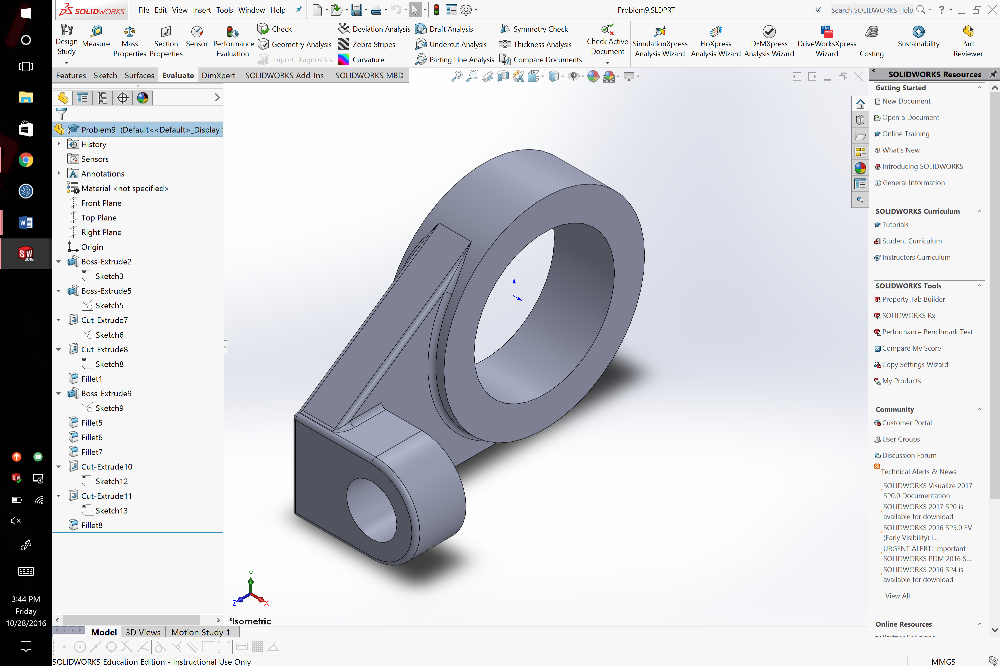 SOLIDWORKS
File Edit View Insert Tools Window Help
Problem9.SLDPRT
Search SOLIDWORKS Help
Design Study
Measure
Mass Properties
Section Properties
Sensor
Performance Evaluation
Check
Geometry Analysis
Import Diagnostics
Deviation Analysis
Zebra Stripes
Curvature
Draft Analysis
Undercut Analysis
Parting Line Analysis
Symmetry Check
Thickness Analysis
Compare Documents
Check Active Document
SimulationXpress Analysis Wizard
FloXpress Analysis Wizard
DFMXpress Analysis Wizard
DriveWorksXpress Wizard
Costing
Sustainability
Part Reviewer
Features Sketch Surfaces Evaluate DimXpert SOLIDWORKS Add-Ins SOLIDWORKS MBD
Problem9 (Default<<Default>_Display
History
Sensors
Annotations
Material <not specified>
Front Plane
Top Plane
Right Plane
Origin
Boss-Extrude2
Sketch3
Boss-Extrude5
Sketch5
Cut-Extrude7
Sketch6
Cut-Extrude8
Sketch8
Fillet1
Boss-Extrude9
Sketch9
Fillet5
Fillet6
Fillet7
Cut-Extrude10
Sketch12
Cut-Extrude11
Sketch13
Fillet8
Y
Z
X
*Isometric
Model 3D Views Motion Study 1
SOLIDWORKS Education Edition - Instructional Use Only
MMGS
SW
2016
3:44 PM
Friday
10/28/2016
SOLIDWORKS Resources
Getting Started
New Document
Open a Document
Online Training
What's New
Introducing SOLIDWORKS
General Information
SOLIDWORKS Curriculum
Tutorials
Student Curriculum
Instructors Curriculum
SOLIDWORKS Tools
Property Tab Builder
SOLIDWORKS Rx
Performance Benchmark Test
Compare My Score
Copy Settings Wizard
My Products
Community
Customer Portal
User Groups
Discussion Forum
Technical Alerts & News
SOLIDWORKS Visualize 2017
SP0.0 Documentation
SOLIDWORKS 2017 SP0 is
available for download
SOLIDWORKS 2016 SP5.0 EV
(Early Visibility) i...
URGENT ALERT: Important
SOLIDWORKS PDM 2016 S...
SOLIDWORKS 2016 SP4 is
available for download
View All
Online Resources
Partner Solutions